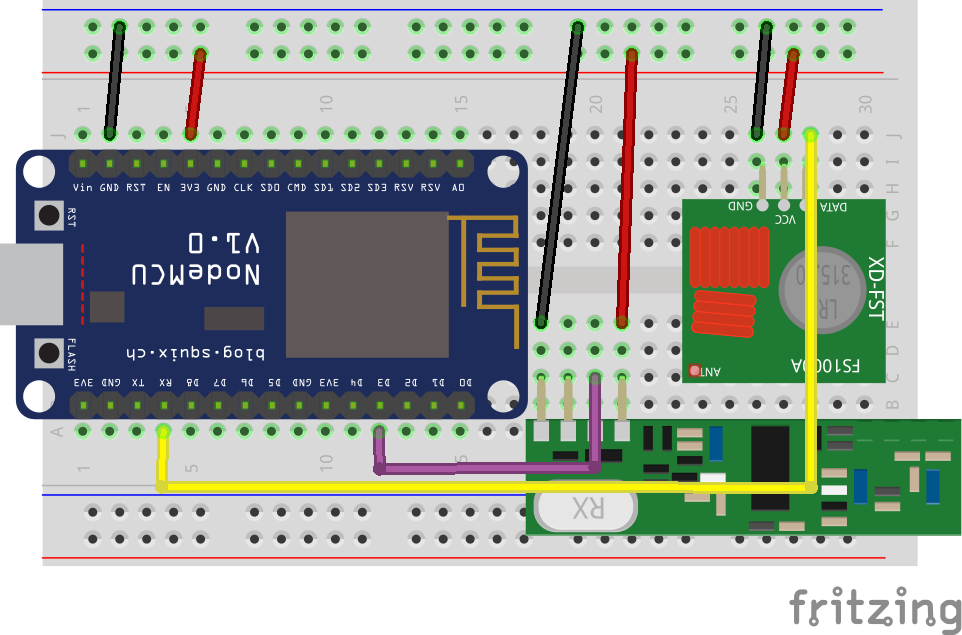 1 10 15 20 25 30
J J
I
H
G
F
Vin GND RST EN 3V3 GND CLK SD0 CMD SD1 SD2 SD3 RSV RSV A0
RST
V1.0
NodeMCU
blog.squix.ch
FLASH
3V3 GND TX RX D8 D7 D6 D5 GND 3V3 D4 D3 D2 D1 D0
GND VCC DATA
XD-FST
315.0
LR
ANT
FS1000A
E
D
C
B
A
1 5 10 5
RX
fritzing